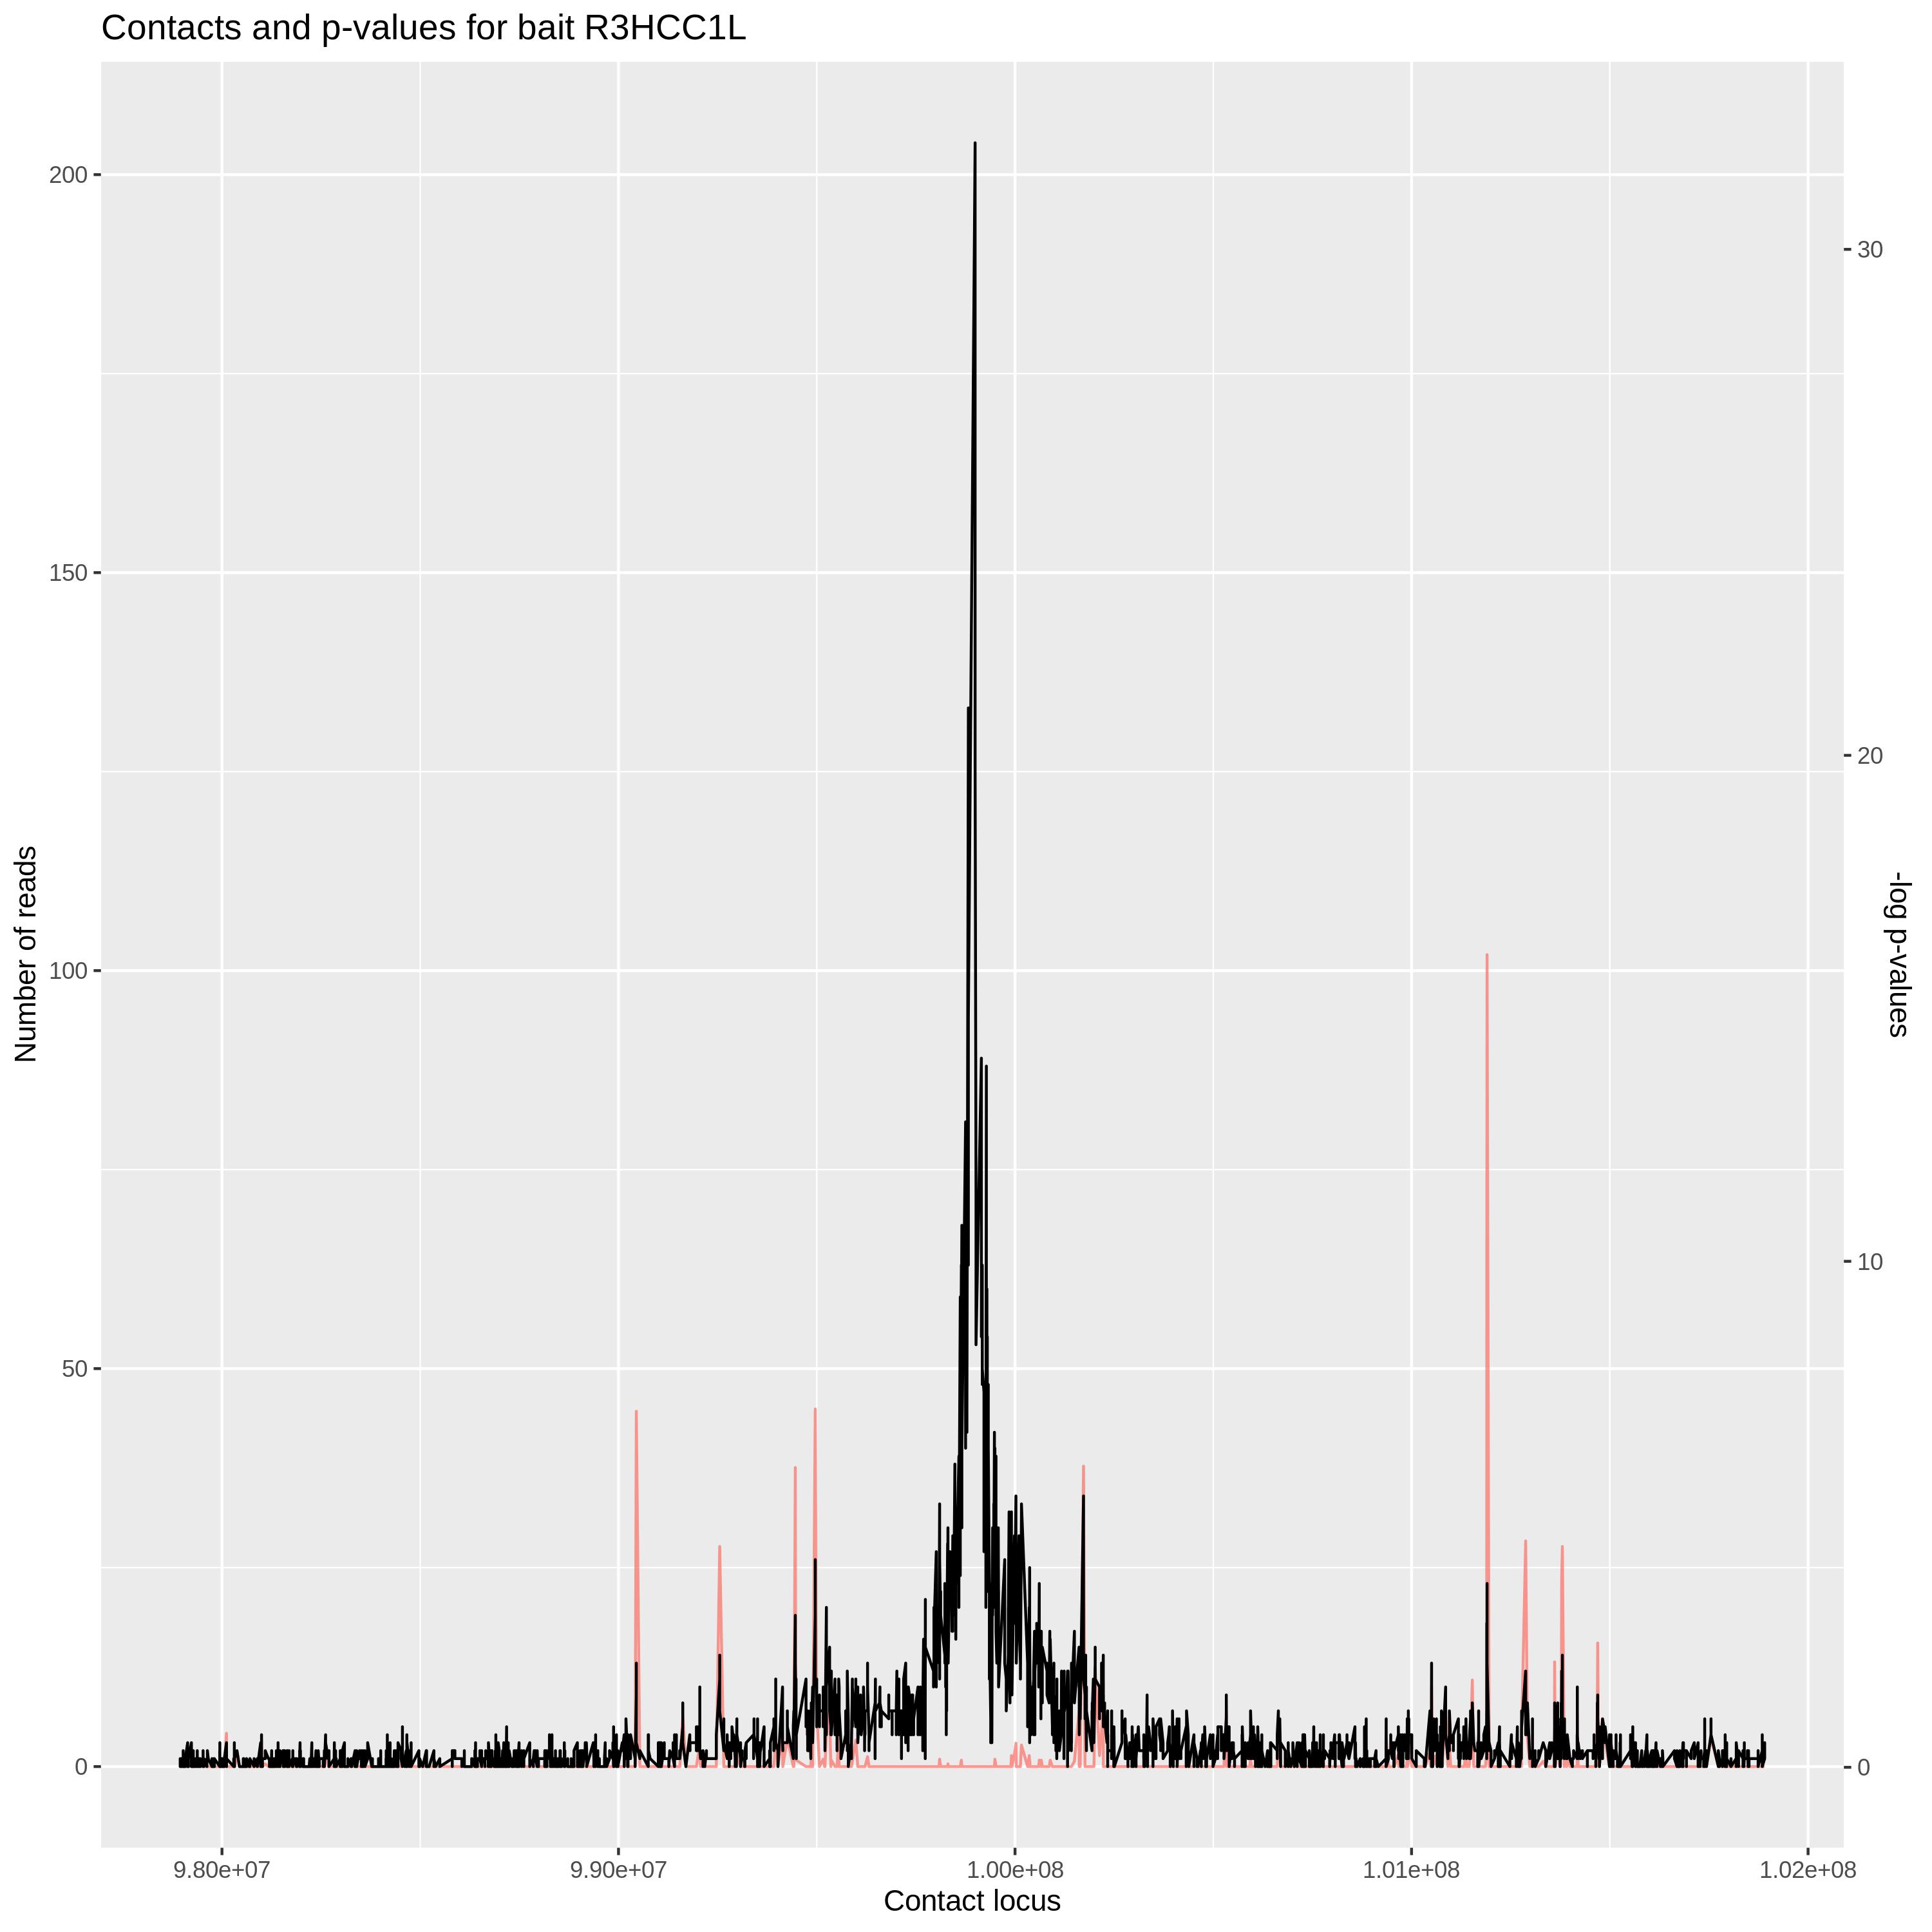 Contacts and p-values for bait R3HCC1L
200
150
100
50
0
Number of reads
30
20
10
0
-log p-values
9.80e+07
9.90e+07
1.00e+08
1.01e+08
1.02e+08
Contact locus